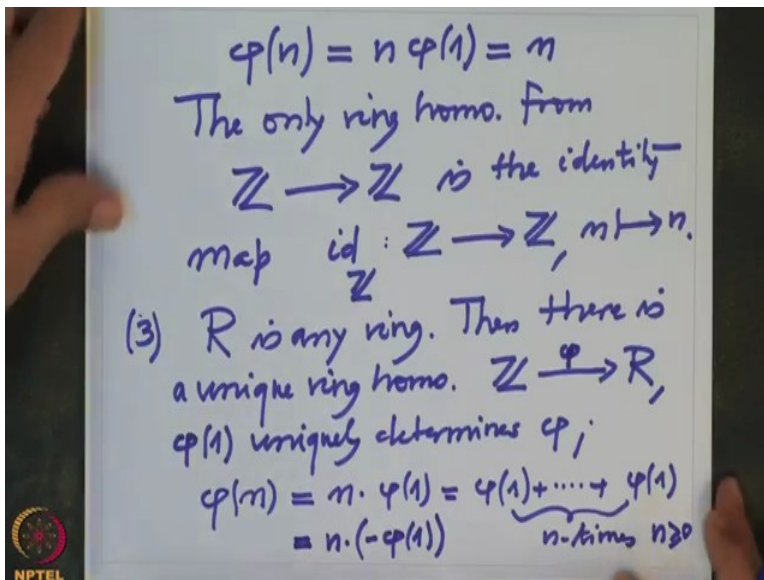 φ(n) = n φ(1) = n
The only ring homo. from
ℤ ⟶ ℤ is the identity
map id_ℤ : ℤ ⟶ ℤ, n ↦ n.
(3) R is any ring. Then there is
a unique ring homo. ℤ —φ→ R,
φ(1) uniquely determines φ;
φ(n) = n · φ(1) = φ(1)+·····+ φ(1)
= n·(-φ(1)) n-times n≥0
NPTEL